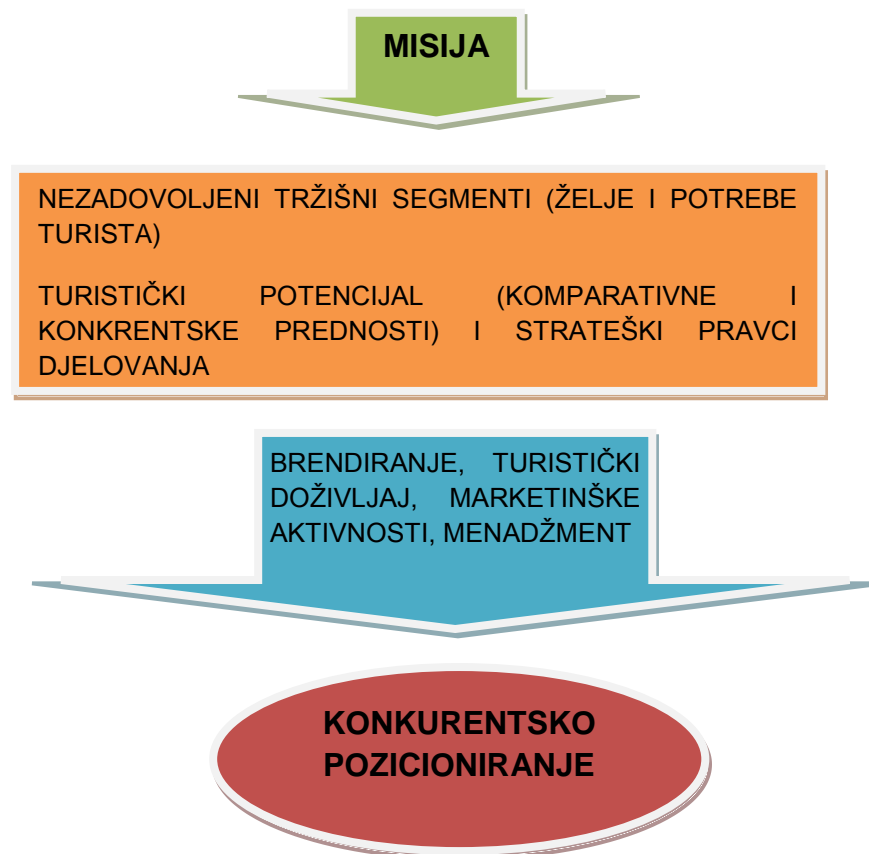 MISIJA
NEZADOVOLJENI TRŽIŠNI SEGMENTI (ŽELJE I POTREBE
TURISTA)
TURISTIČKI POTENCIJAL (KOMPARATIVNE I
KONKRENTSKE PREDNOSTI) I STRATEŠKI PRAVCI
DJELOVANJA
BRENDIRANJE, TURISTIČKI
DOŽIVLJAJ, MARKETINŠKE
AKTIVNOSTI, MENADŽMENT
KONKURENTSKO
POZICIONIRANJE